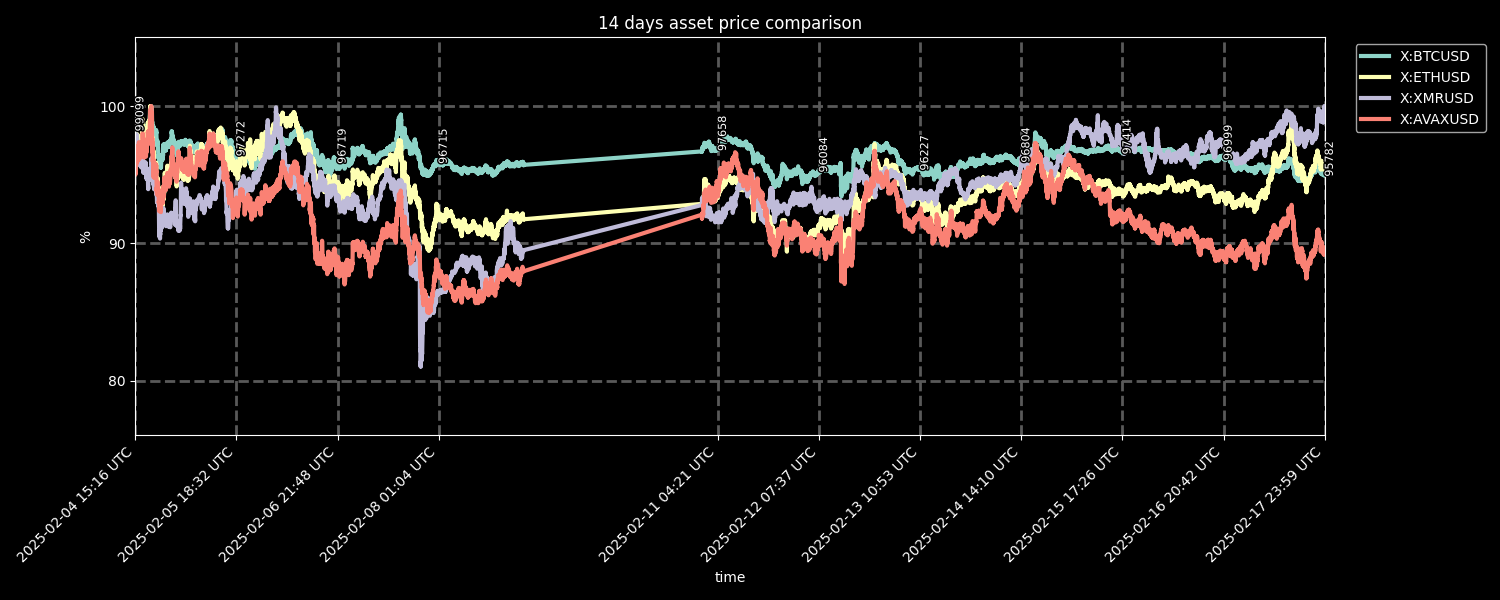 14 days asset price comparison
X:BTCUSD
X:ETHUSD
X:XMRUSD
X:AVAXUSD
100
90
80
%
99099
97272
96719
96715
97658
96084
96227
96804
97414
96999
95782
2025-02-04 15:16 UTC
2025-02-05 18:32 UTC
2025-02-06 21:48 UTC
2025-02-08 01:04 UTC
2025-02-11 04:21 UTC
2025-02-12 07:37 UTC
2025-02-13 10:53 UTC
2025-02-14 14:10 UTC
2025-02-15 17:26 UTC
2025-02-16 20:42 UTC
2025-02-17 23:59 UTC
time